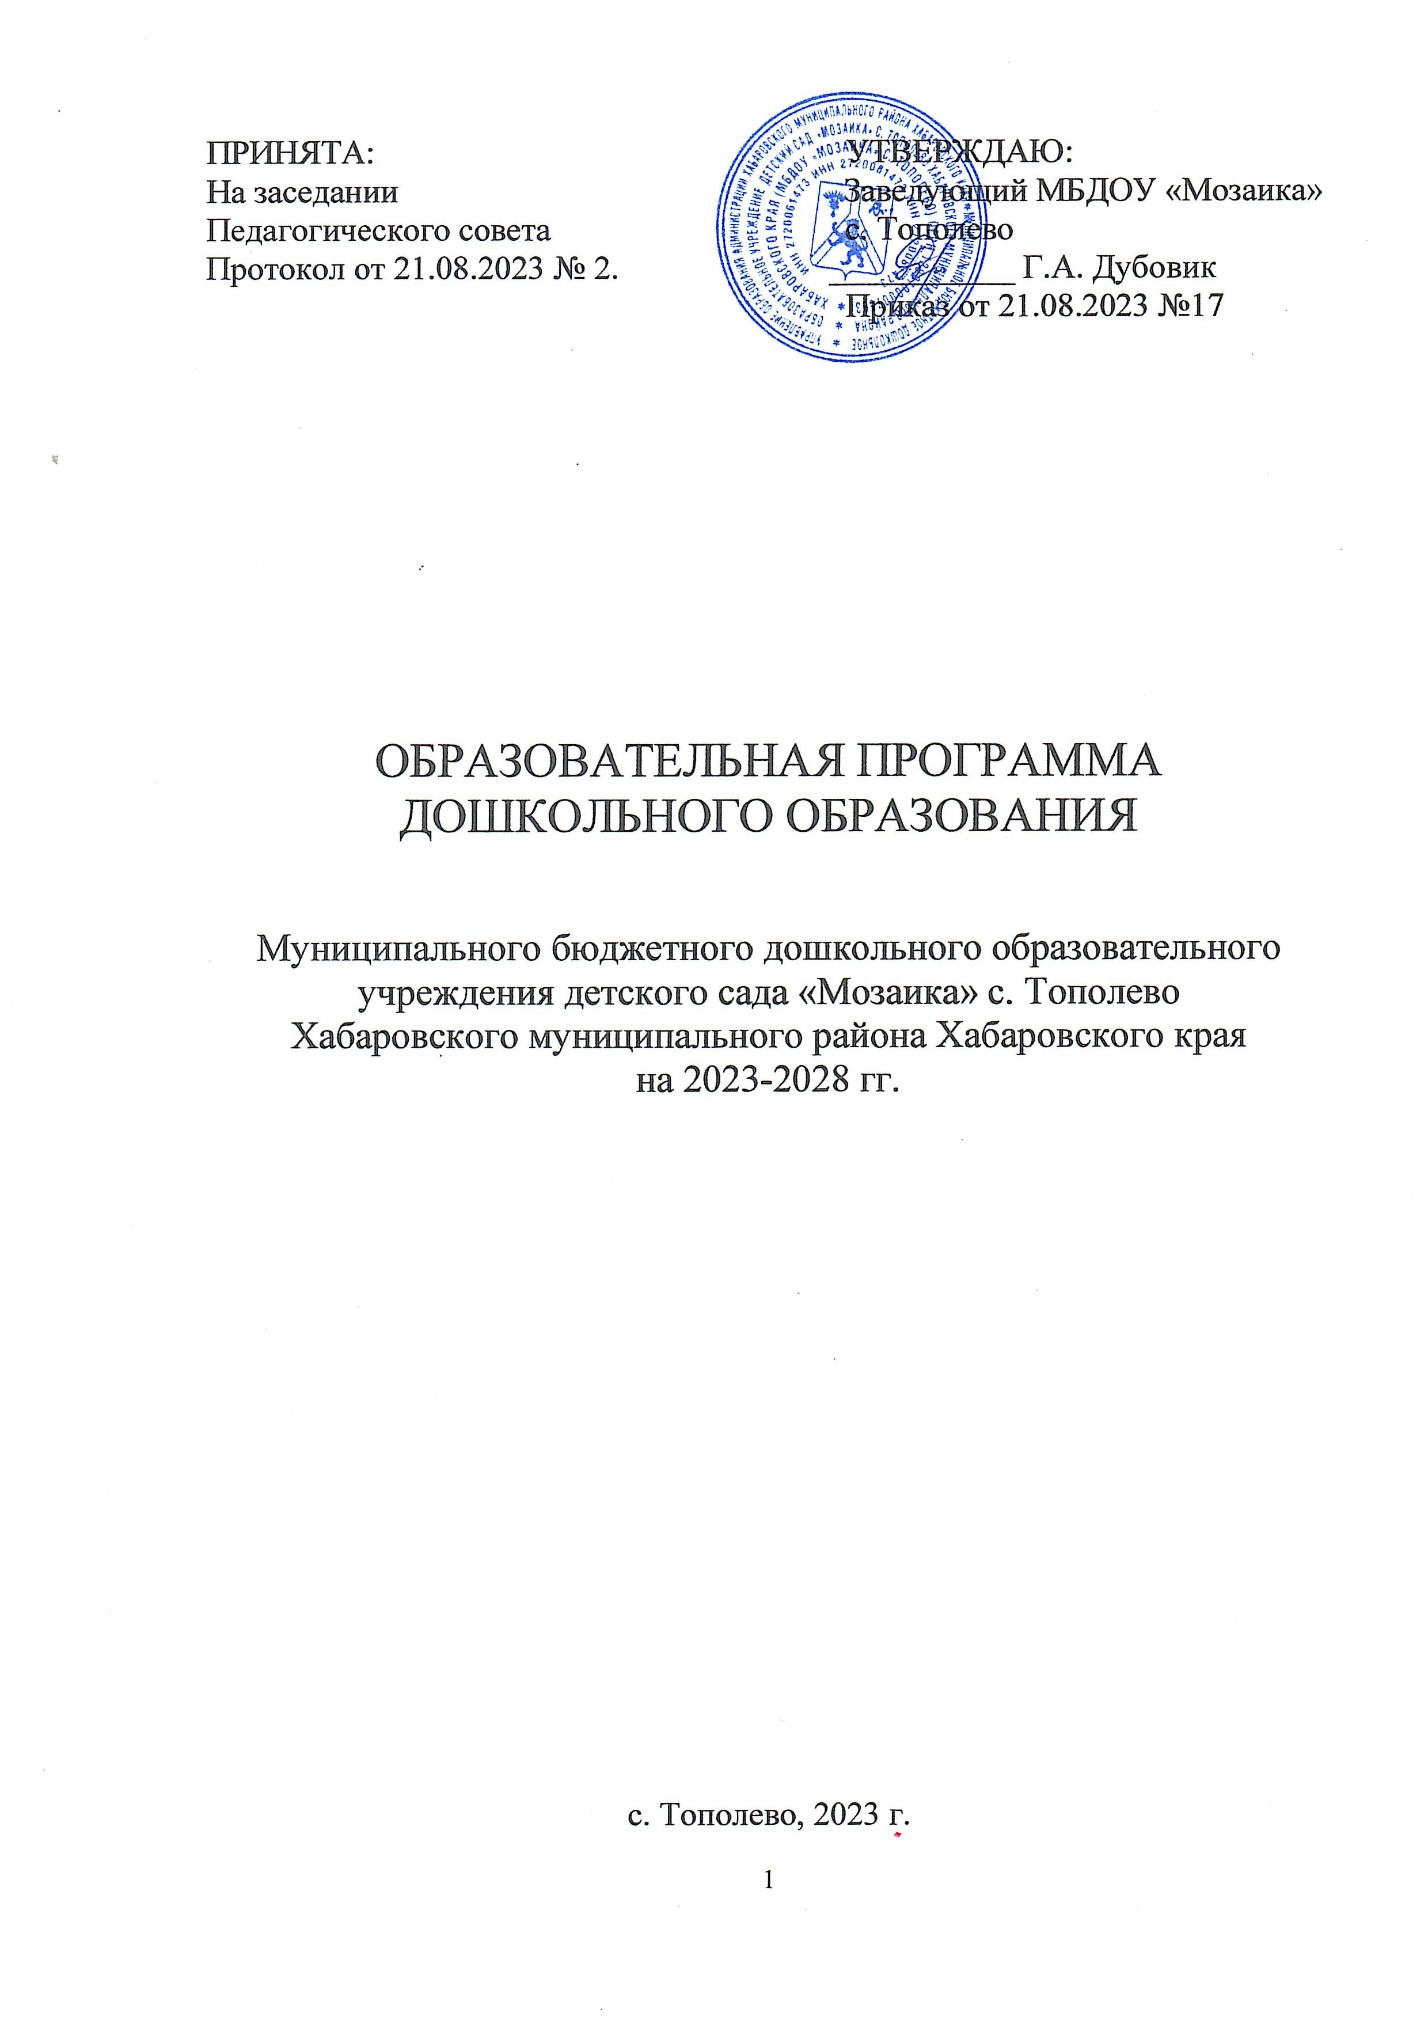 ПРИНЯТА:
На заседании
Педагогического совета
Протокол от 21.08.2023 № 2.
УТВЕРЖДАЮ:
Заведующий МБДОУ «Мозаика»
с. Тополево
Г.А. Дубовик
Приказ от 21.08.2023 №17
ОБРАЗОВАТЕЛЬНАЯ ПРОГРАММА
ДОШКОЛЬНОГО ОБРАЗОВАНИЯ
Муниципального бюджетного дошкольного образовательного
учреждения детского сада «Мозаика» с. Тополево
Хабаровского муниципального района Хабаровского края
на 2023-2028 гг.
с. Тополево, 2023 г.
1